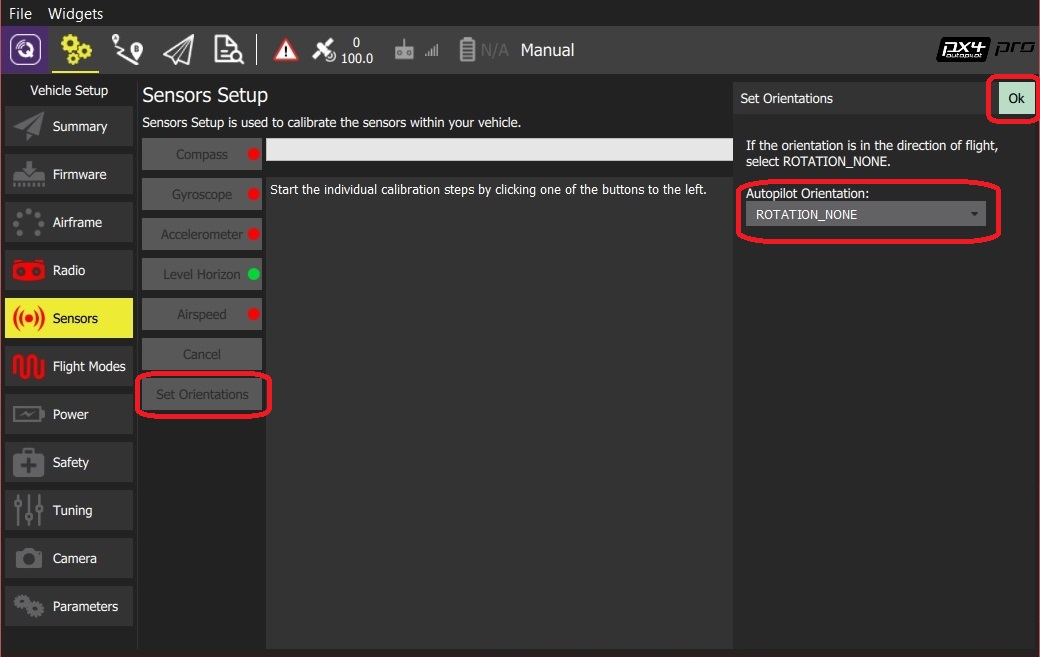 File Widgets
0
100.0
N/A
Manual
px4
autopilot
pro
Vehicle Setup
Summary
Firmware
Airframe
Radio
Sensors
Flight Modes
Power
Safety
Tuning
Camera
Parameters
Sensors Setup
Sensors Setup is used to calibrate the sensors within your vehicle.
Compass
Gyroscope
Accelerometer
Level Horizon
Airspeed
Cancel
Set Orientations
Start the individual calibration steps by clicking one of the buttons to the left.
Set Orientations
Ok
If the orientation is in the direction of flight,
select ROTATION_NONE.
Autopilot Orientation:
ROTATION_NONE